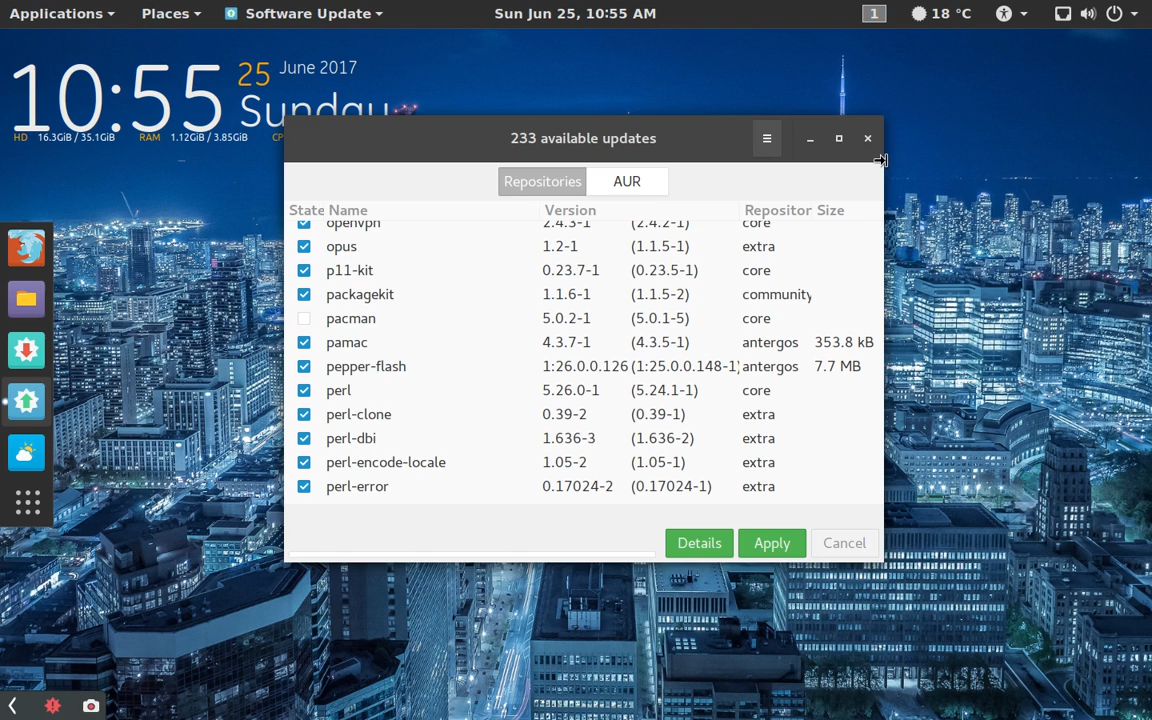 Applications Places Software Update Sun Jun 25, 10:55 AM 1 18 °C
10:55 25 June 2017
Sunday
HD 16.3GiB / 35.1GiB RAM 1.12GiB / 3.85GiB CP
233 available updates
Repositories AUR
State Name Version Repositor Size
openvpn 2.4.3-1 (2.4.2-1) core
opus 1.2-1 (1.1.5-1) extra
p11-kit 0.23.7-1 (0.23.5-1) core
packagekit 1.1.6-1 (1.1.5-2) community
pacman 5.0.2-1 (5.0.1-5) core
pamac 4.3.7-1 (4.3.5-1) antergos 353.8 kB
pepper-flash 1:26.0.0.126 (1:25.0.0.148-1) antergos 7.7 MB
perl 5.26.0-1 (5.24.1-1) core
perl-clone 0.39-2 (0.39-1) extra
perl-dbi 1.636-3 (1.636-2) extra
perl-encode-locale 1.05-2 (1.05-1) extra
perl-error 0.17024-2 (0.17024-1) extra
Details Apply Cancel